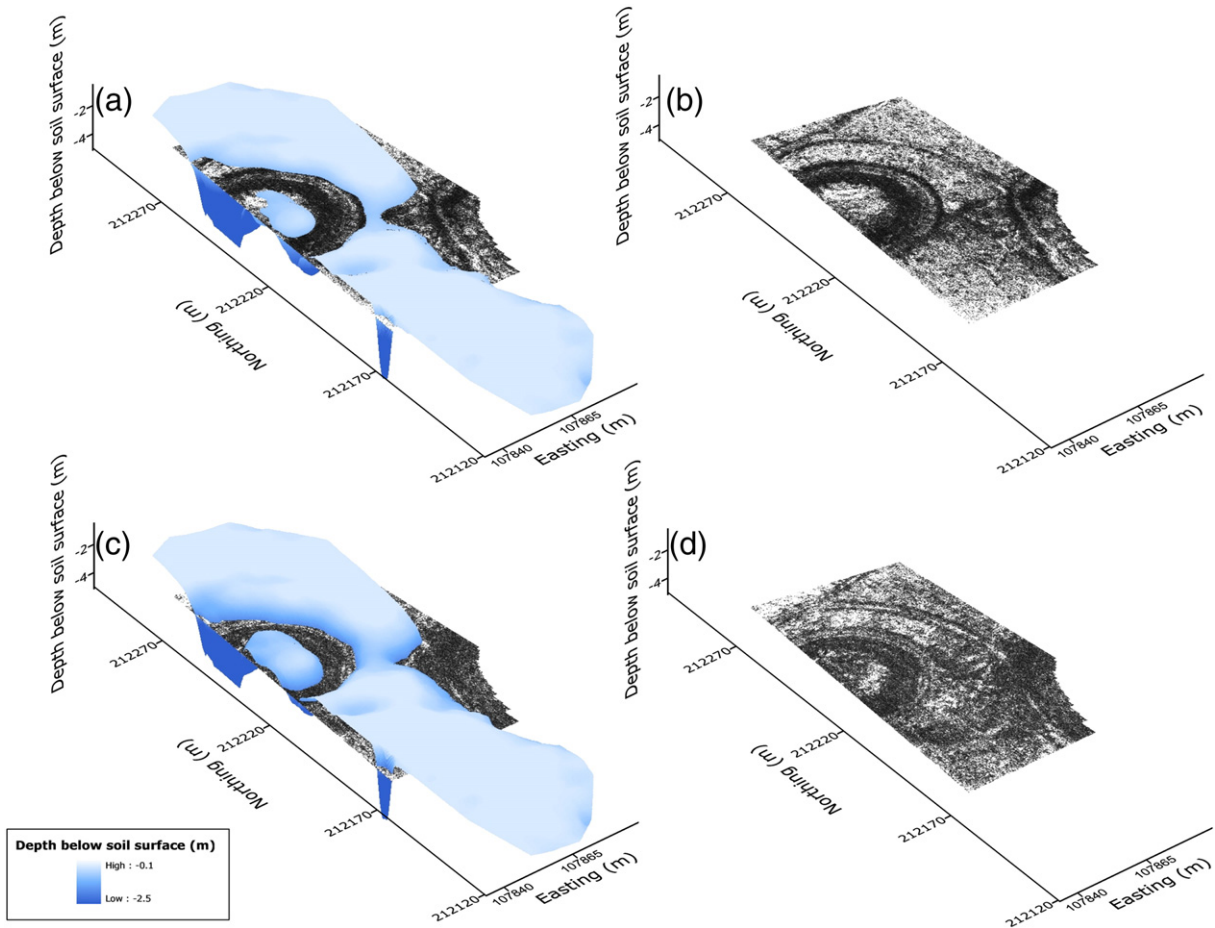 (a)
Depth below soil surface (m)
-2
-4
212270
212220
212170
212120
Northing (m)
107840
107865
Easting (m)
(b)
Depth below soil surface (m)
-2
-4
212270
212220
212170
212120
Northing (m)
107840
107865
Easting (m)
(c)
Depth below soil surface (m)
-2
-4
212270
212220
212170
212120
Northing (m)
107840
107865
Easting (m)
(d)
Depth below soil surface (m)
-2
-4
212270
212220
212170
212120
Northing (m)
107840
107865
Easting (m)
Depth below soil surface (m)
High : -0.1
Low : -2.5